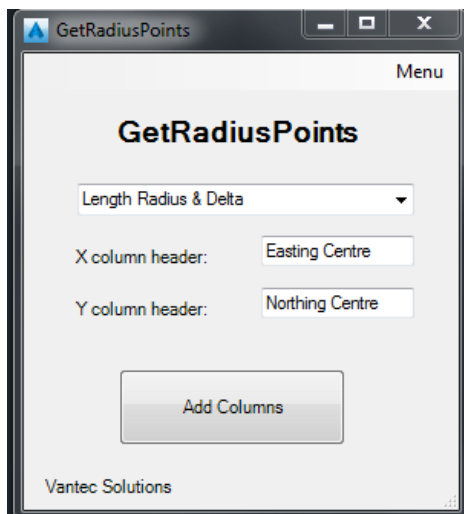 GetRadiusPoints
Menu
GetRadiusPoints
Length Radius & Delta
X column header: Easting Centre
Y column header: Northing Centre
Add Columns
Vantec Solutions